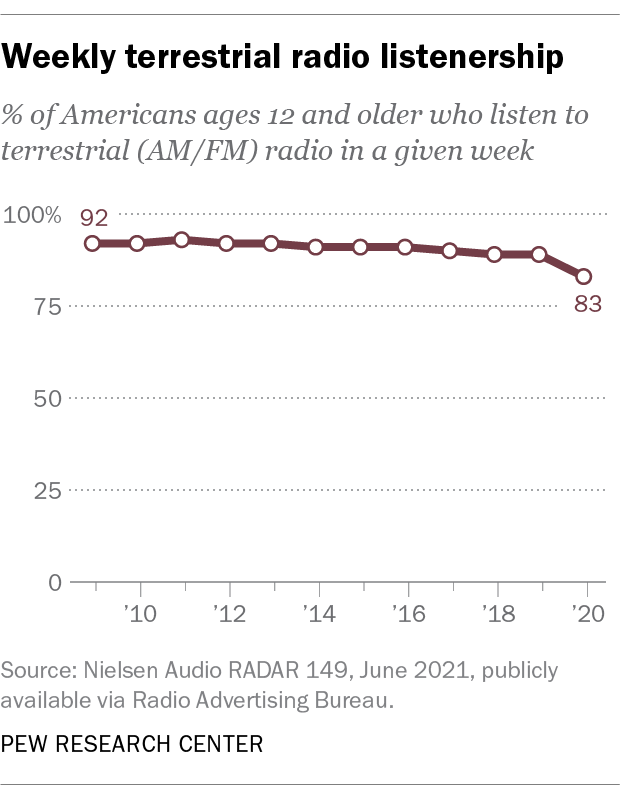 Weekly terrestrial radio listenership
% of Americans ages 12 and older who listen to
terrestrial (AM/FM) radio in a given week
100%
92
75
83
50
25
0
’10 ’12 ’14 ’16 ’18 ’20
Source: Nielsen Audio RADAR 149, June 2021, publicly
available via Radio Advertising Bureau.
PEW RESEARCH CENTER